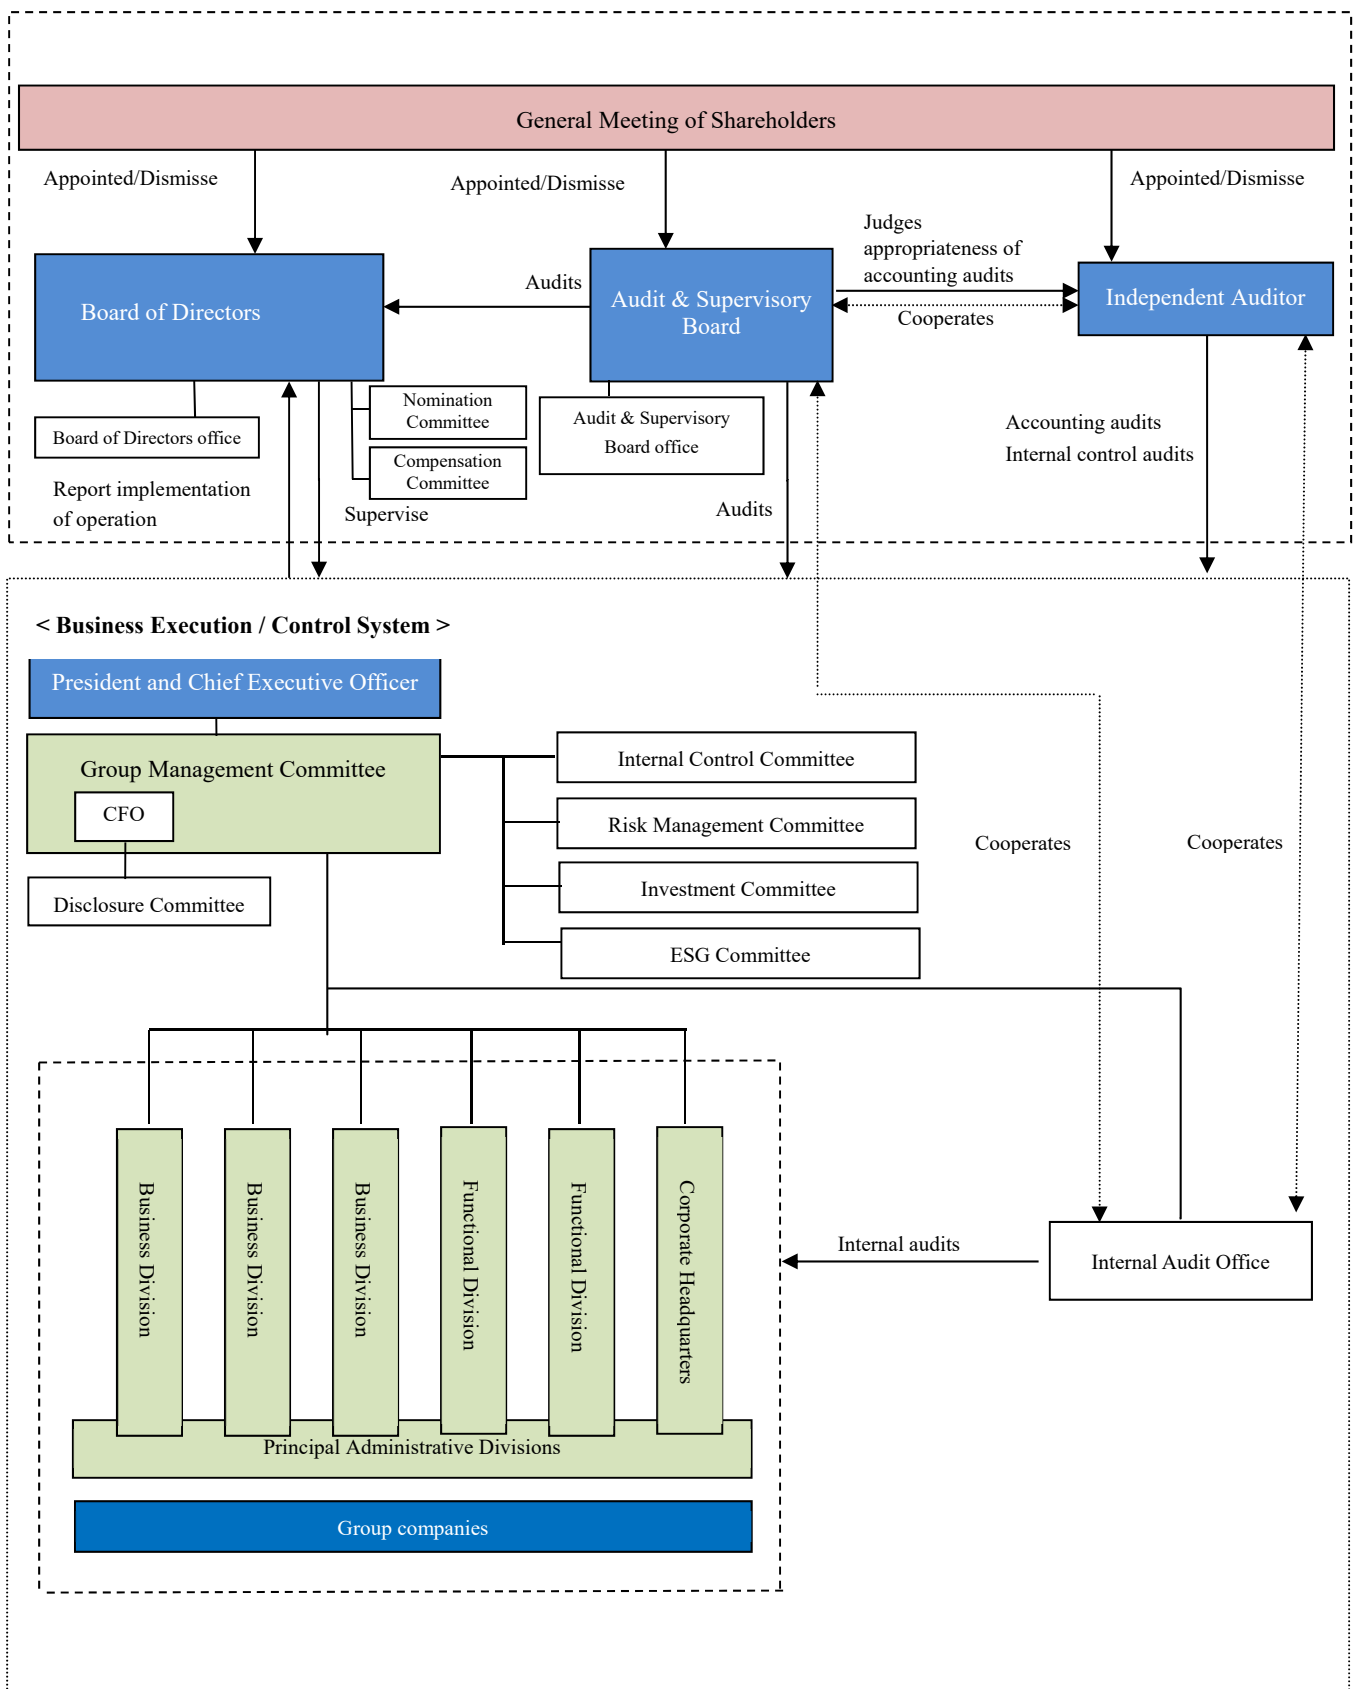 General Meeting of Shareholders
Appointed/Dismisse
Appointed/Dismisse
Appointed/Dismisse
Judges
appropriateness of
accounting audits
Board of Directors
Audits
Audit & Supervisory
Board
Cooperates
Independent Auditor
Board of Directors office
Nomination
Committee
Compensation
Committee
Audit & Supervisory
Board office
Accounting audits
Internal control audits
Report implementation
of operation
Supervise
Audits
< Business Execution / Control System >
President and Chief Executive Officer
Group Management Committee
CFO
Disclosure Committee
Internal Control Committee
Risk Management Committee
Investment Committee
ESG Committee
Cooperates
Cooperates
Business Division
Business Division
Business Division
Functional Division
Functional Division
Corporate Headquarters
Internal audits
Internal Audit Office
Principal Administrative Divisions
Group companies